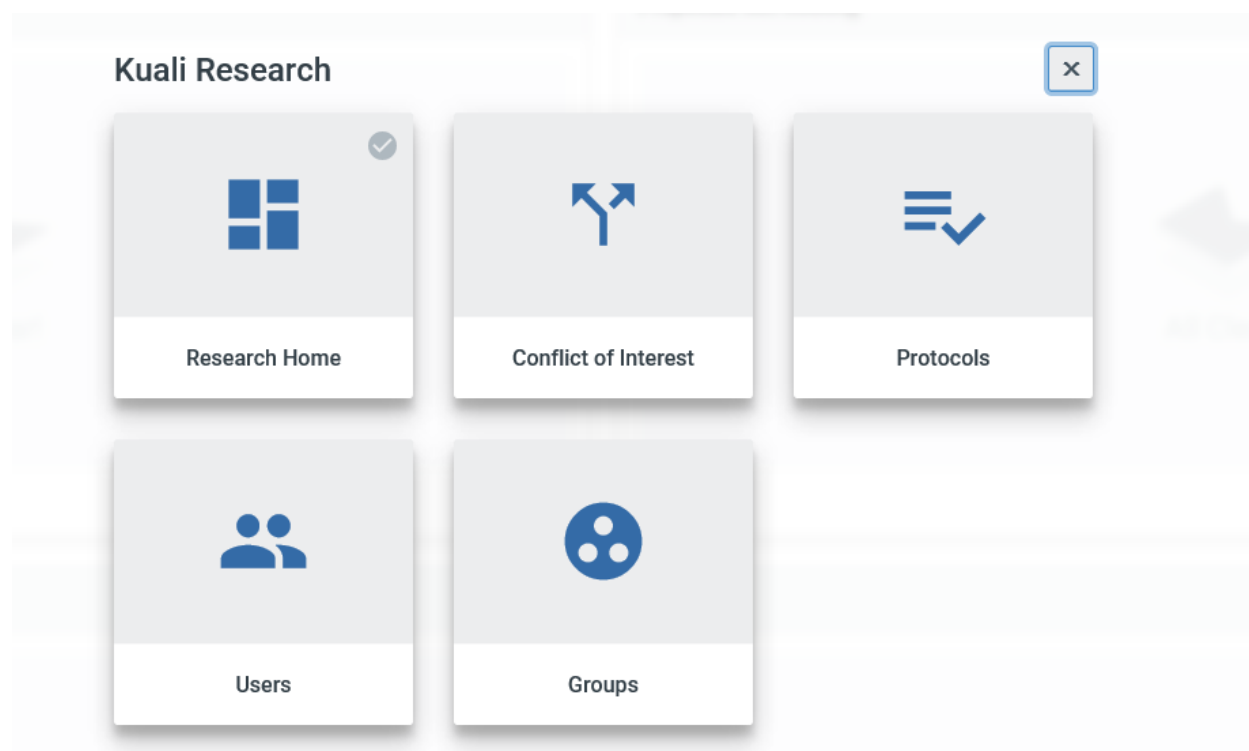 Kuali Research
Research Home
Conflict of Interest
Protocols
Users
Groups